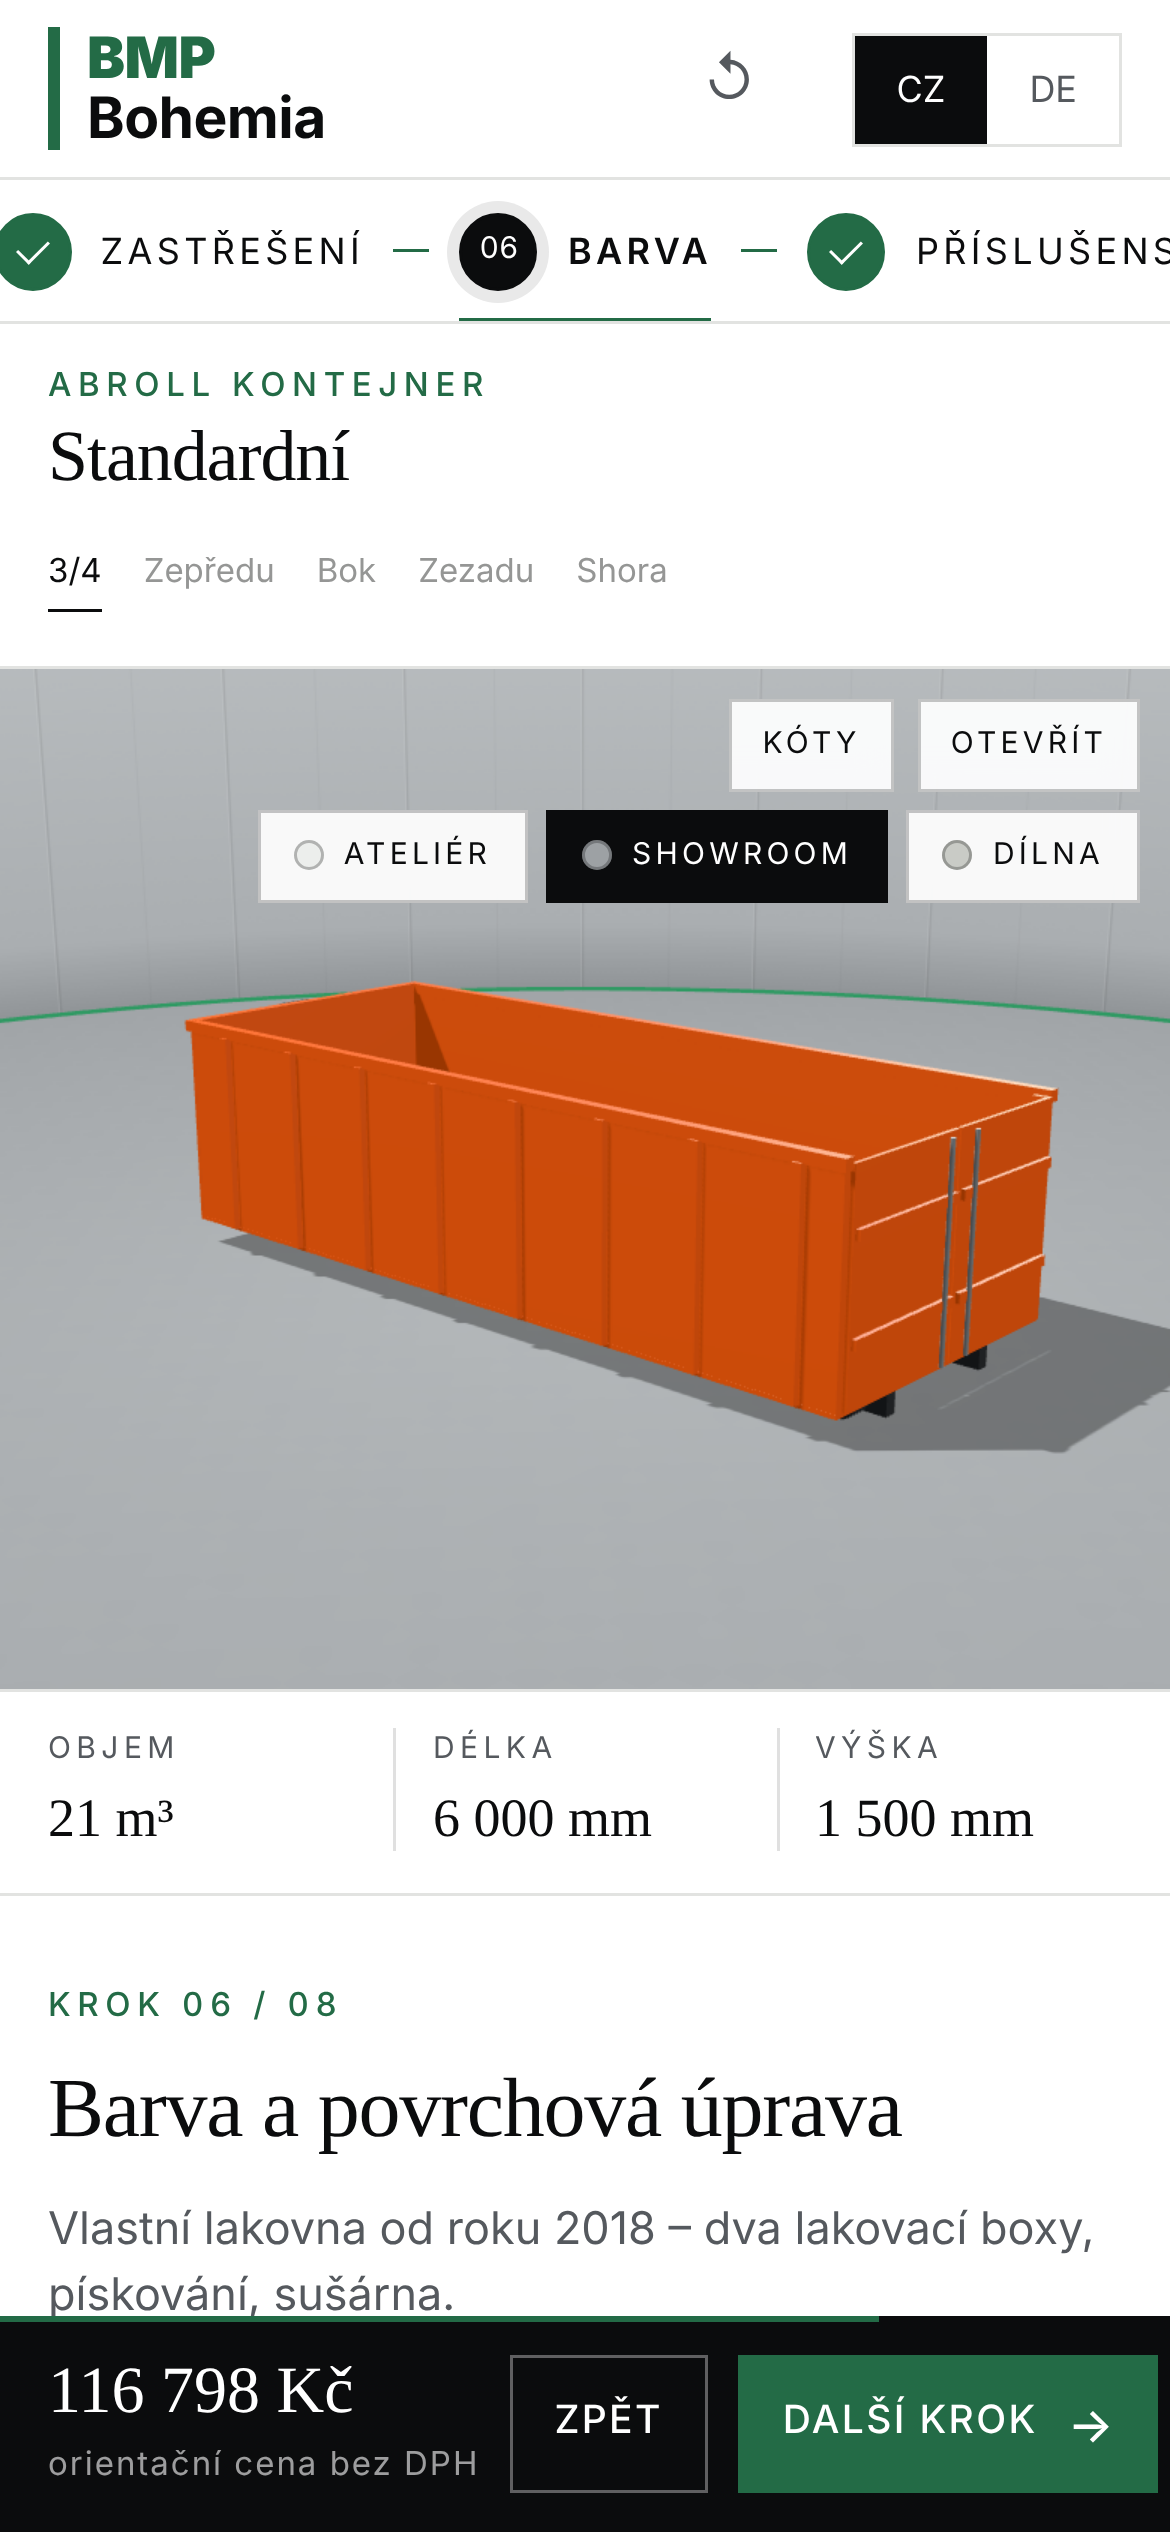 BMP
Bohemia
CZ DE
ZASTŘEŠENÍ — 06 BARVA — PŘÍSLUŠENS
ABROLL KONTEJNER
Standardní
3/4 Zepředu Bok Zezadu Shora
KÓTY OTEVŘÍT
ATELIÉR SHOWROOM DÍLNA
OBJEM DÉLKA VÝŠKA
21 m³ 6 000 mm 1 500 mm
KROK 06 / 08
Barva a povrchová úprava
Vlastní lakovna od roku 2018 – dva lakovací boxy,
pískování, sušárna.
116 798 Kč
orientační cena bez DPH
ZPĚT DALŠÍ KROK →